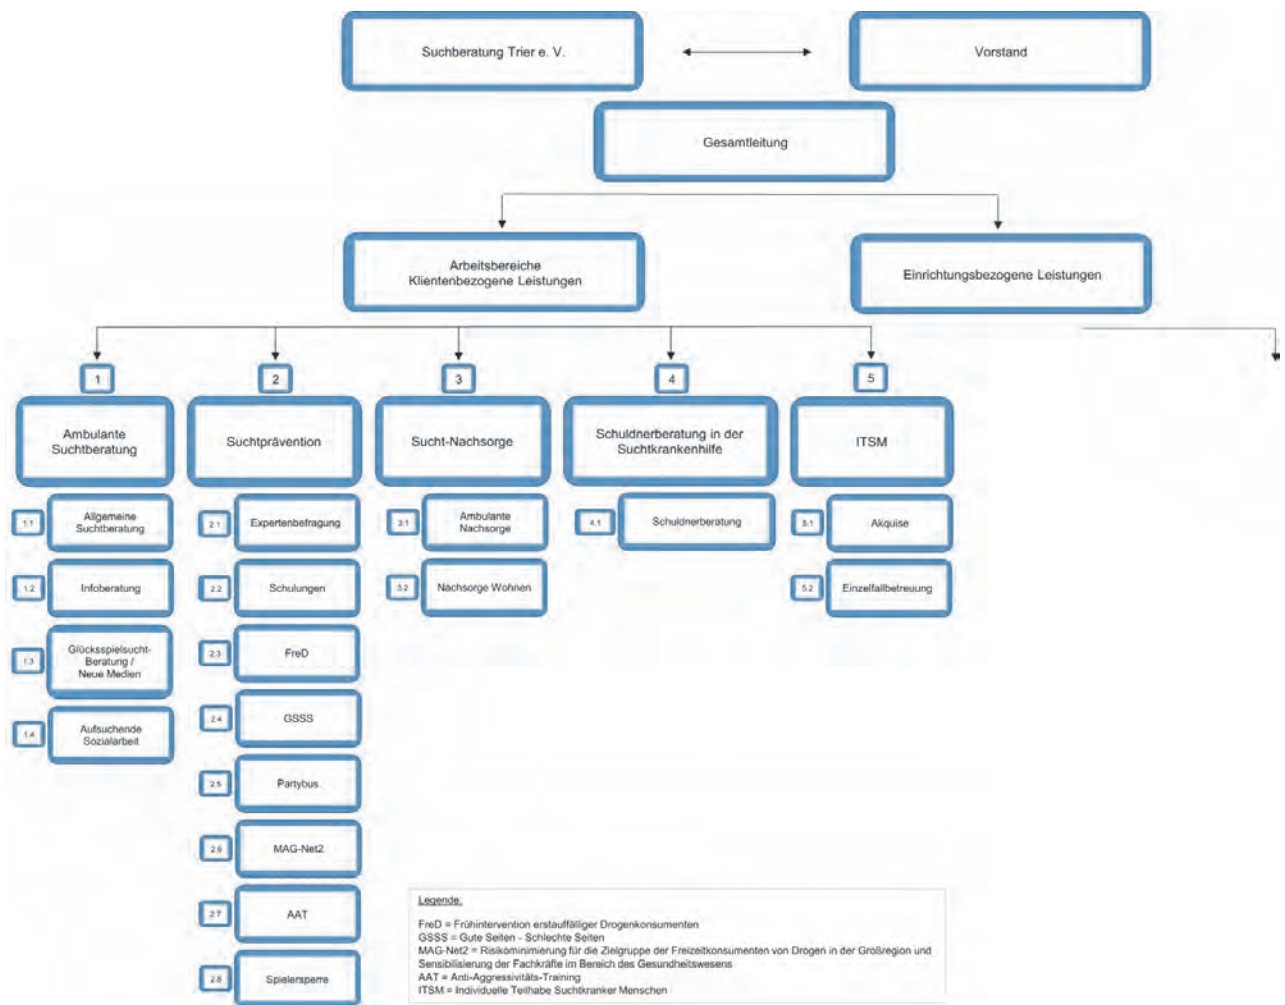 Suchberatung Trier e. V.
Vorstand
Gesamtleitung
Arbeitsbereiche
Klientenbezogene Leistungen
Einrichtungsbezogene Leistungen
1
2
3
4
5
Ambulante
Suchtberatung
Suchtprävention
Sucht-Nachsorge
Schuldnerberatung in der
Suchtkrankenhilfe
ITSM
1.1
Allgemeine
Suchtberatung
1.2
Infoberatung
1.3
Glücksspielsucht-
Beratung /
Neue Medien
1.4
Aufsuchende
Sozialarbeit
2.1
Expertenbefragung
2.2
Schulungen
2.3
FreD
2.4
GSSS
2.5
Partybus
2.6
MAG-Net2
2.7
AAT
2.8
Spielersperre
3.1
Ambulante
Nachsorge
3.2
Nachsorge Wohnen
4.1
Schuldnerberatung
5.1
Akquise
5.2
Einzelfallbetreuung
Legende:
FreD = Frühintervention erstauffälliger Drogenkonsumenten
GSSS = Gute Seiten - Schlechte Seiten
MAG-Net2 = Risikominimierung für die Zielgruppe der Freizeitkonsumenten von Drogen in der Großregion und
Sensibilisierung der Fachkräfte im Bereich des Gesundheitswesens
AAT = Anti-Aggressivitäts-Training
ITSM = Individuelle Teilhabe Suchtkranker Menschen